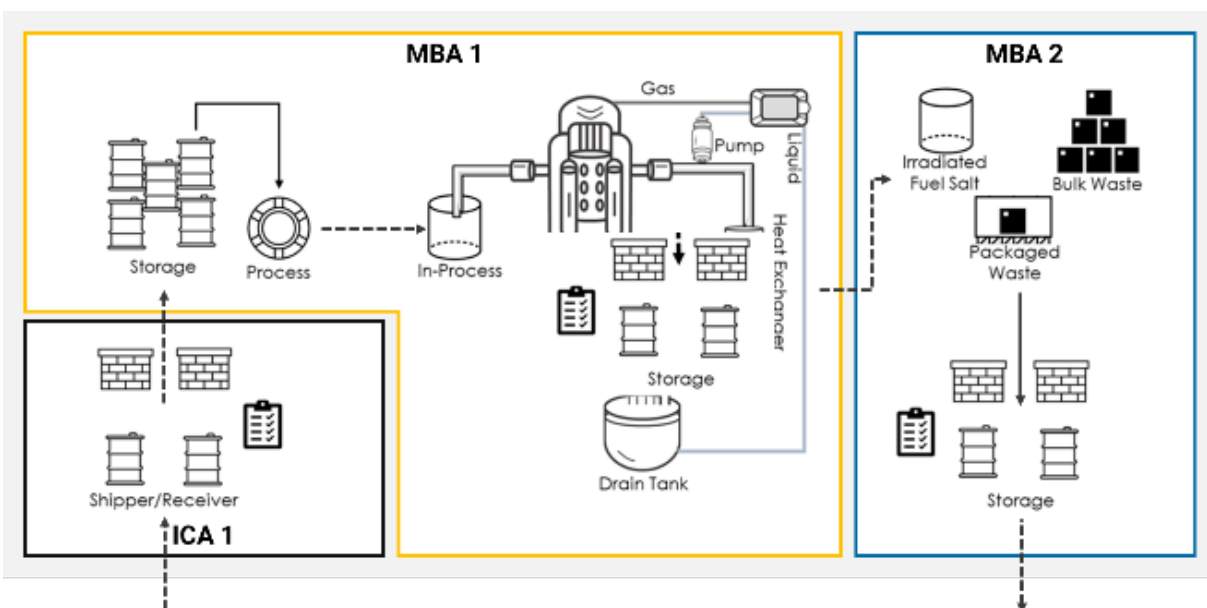 MBA 1
Storage
Process
In-Process
Gas
Pump
Liquid
Heat Exchanaer
Storage
Drain Tank
Shipper/Receiver
ICA 1
MBA 2
Irradiated
Fuel Salt
Bulk Waste
Packaged
Waste
Storage